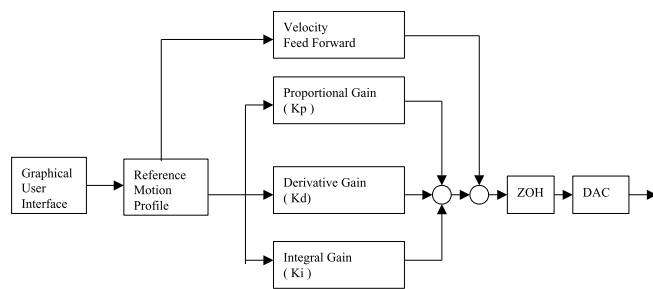 Velocity
Feed Forward
Proportional Gain
( Kp )
Graphical
User
Interface
Reference
Motion
Profile
Derivative Gain
( Kd)
ZOH
DAC
Integral Gain
( Ki )